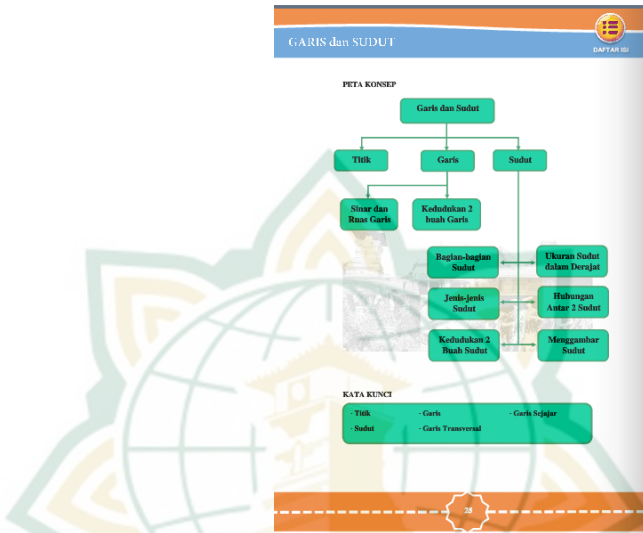 GARIS dan SUDUT
DAFTAR ISI
PETA KONSEP
Garis dan Sudut
Titik
Garis
Sudut
Sinar dan
Ruas Garis
Kedudukan 2
buah Garis
Bagian-bagian
Sudut
Ukuran Sudut
dalam Derajat
Jenis-jenis
Sudut
Hubungan
Antar 2 Sudut
Kedudukan 2
Buah Sudut
Menggambar
Sudut
KATA KUNCI
- Titik - Garis - Garis Sejajar
- Sudut - Garis Transversal
28